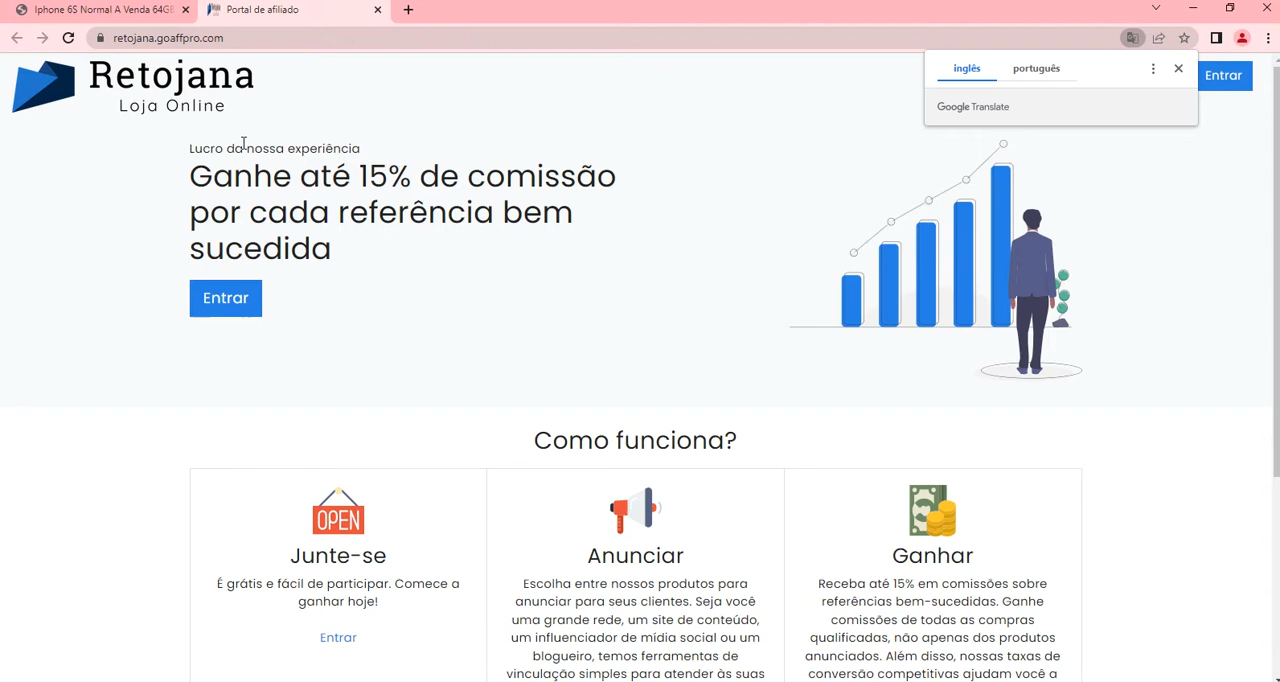 Iphone 6S Normal A Venda 64GB
Portal de afiliado
retojana.goaffpro.com
inglês
português
Google Translate
Retojana
Loja Online
Entrar
Lucro da nossa experiência
Ganhe até 15% de comissão
por cada referência bem
sucedida
Entrar
Como funciona?
OPEN
Junte-se
É grátis e fácil de participar. Comece a
ganhar hoje!
Entrar
Anunciar
Escolha entre nossos produtos para
anunciar para seus clientes. Seja você
uma grande rede, um site de conteúdo,
um influenciador de mídia social ou um
blogueiro, temos ferramentas de
vinculação simples para atender às suas
Ganhar
Receba até 15% em comissões sobre
referências bem-sucedidas. Ganhe
comissões de todas as compras
qualificadas, não apenas dos produtos
anunciados. Além disso, nossas taxas de
conversão competitivas ajudam você a